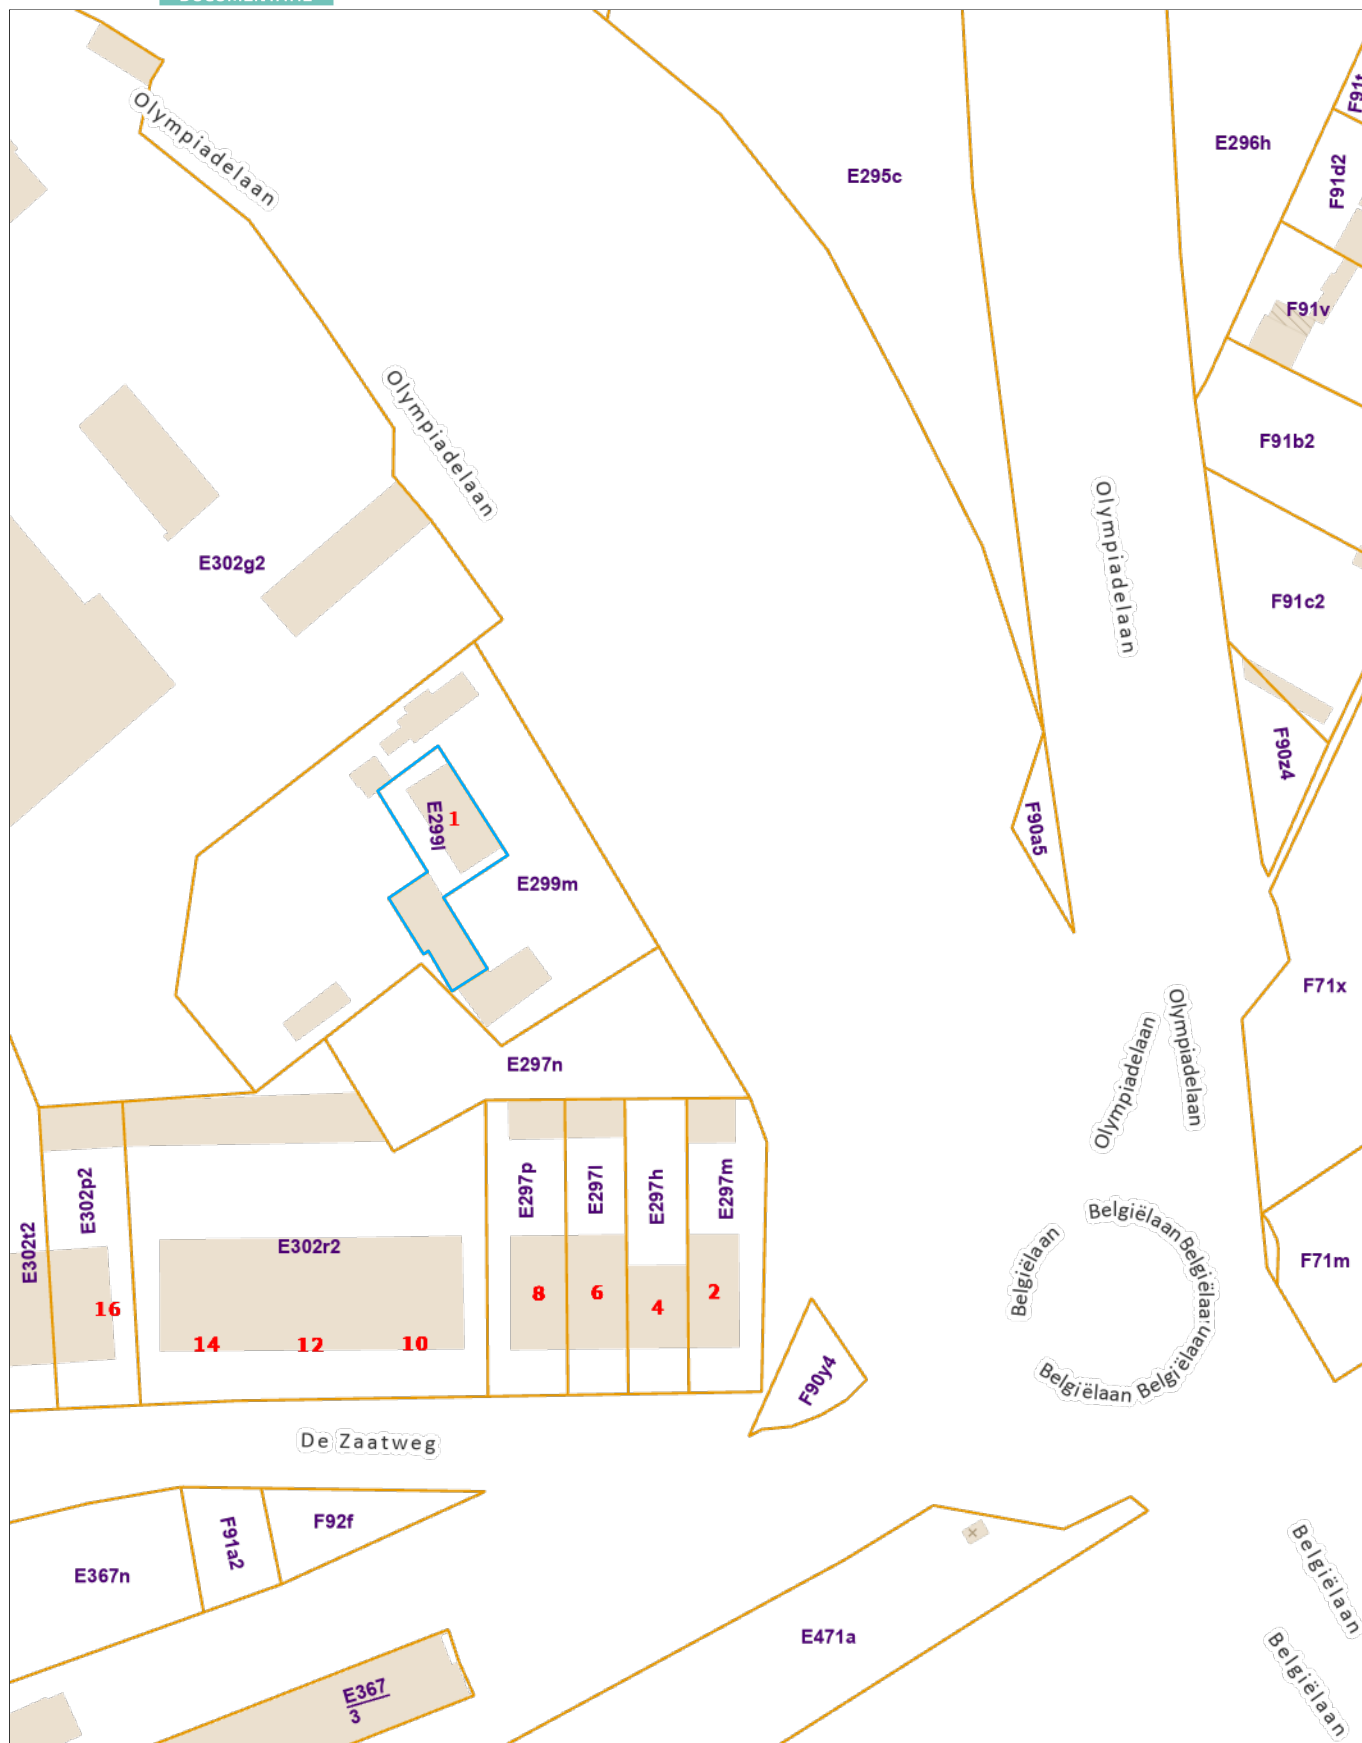 Olympiadelaan
E295c
E296h
F91d2
F91v
Olympiadelaan
F91b2
Olympiadelaan
E302g2
F91c2
F90z4
E299l
1
F90a5
E299m
F71x
Olympiadelaan
Olympiadelaan
E297n
E302t2
E302p2
E302r2
E297p
E297l
E297h
E297m
Belgiëlaan
Belgiëlaan
Belgiëlaan
Belgiëlaan
Belgiëlaan
F71m
16
14
12
10
8
6
4
2
F90y4
De Zaatweg
F91a2
F92f
E367n
E471a
Belgiëlaan
Belgiëlaan
E367
3